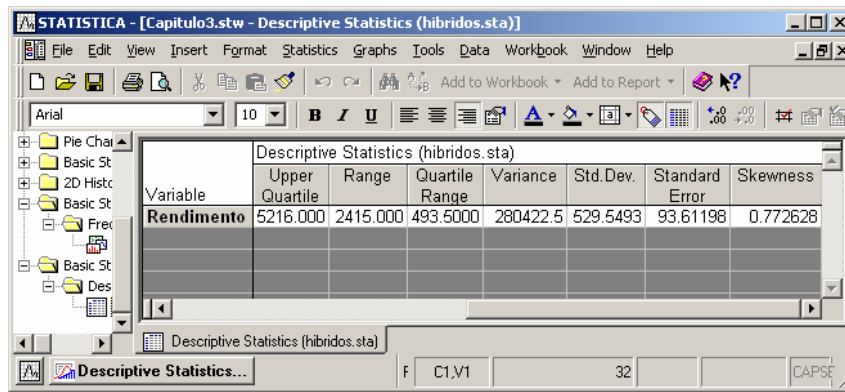 STATISTICA - [Capitulo3.stw - Descriptive Statistics (hibridos.sta)]
File Edit View Insert Format Statistics Graphs Tools Data Workbook Window Help
Add to Workbook Add to Report
Arial 10 B I U A
Pie Char
Basic St
2D Histo
Basic St
Freq
Basic St
Des
Descriptive Statistics (hibridos.sta)
Variable Upper Quartile Range Quartile Range Variance Std.Dev. Standard Error Skewness
Rendimento 5216.000 2415.000 493.5000 280422.5 529.5493 93.61198 0.772628
Descriptive Statistics (hibridos.sta)
Descriptive Statistics... F C1,V1 32 CAPSE